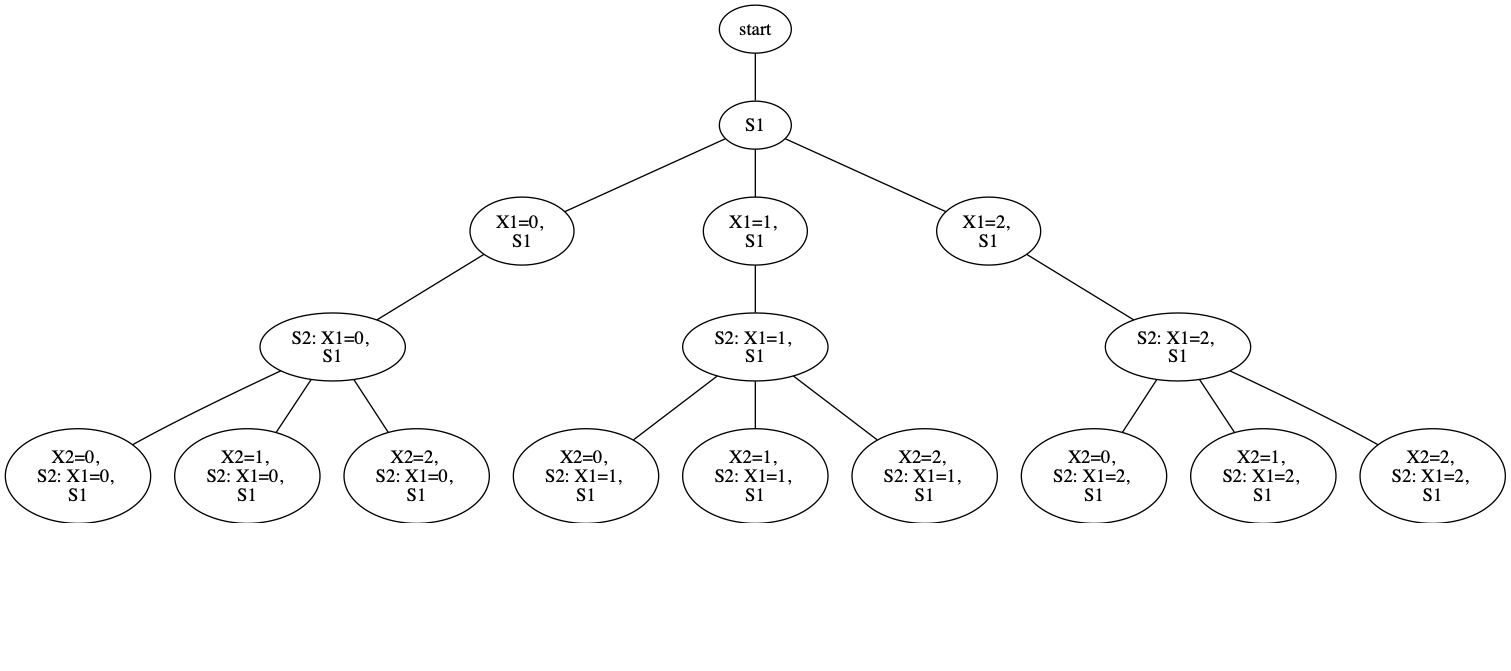 start
S1
X1=0,
S1
X1=1,
S1
X1=2,
S1
S2: X1=0,
S1
S2: X1=1,
S1
S2: X1=2,
S1
X2=0,
S2: X1=0,
S1
X2=1,
S2: X1=0,
S1
X2=2,
S2: X1=0,
S1
X2=0,
S2: X1=1,
S1
X2=1,
S2: X1=1,
S1
X2=2,
S2: X1=1,
S1
X2=0,
S2: X1=2,
S1
X2=1,
S2: X1=2,
S1
X2=2,
S2: X1=2,
S1